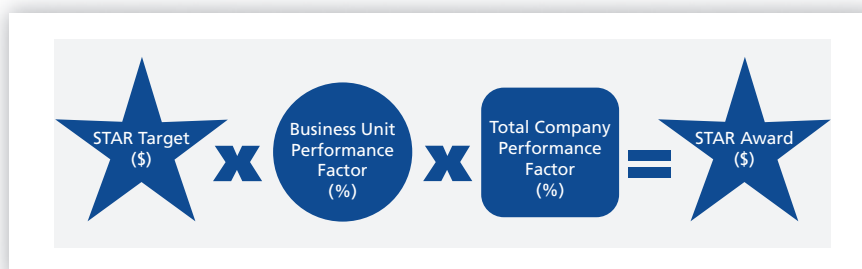 STAR Target
($)
x
Business Unit
Performance
Factor
(%)
x
Total Company
Performance
Factor
(%)
=
STAR Award
($)